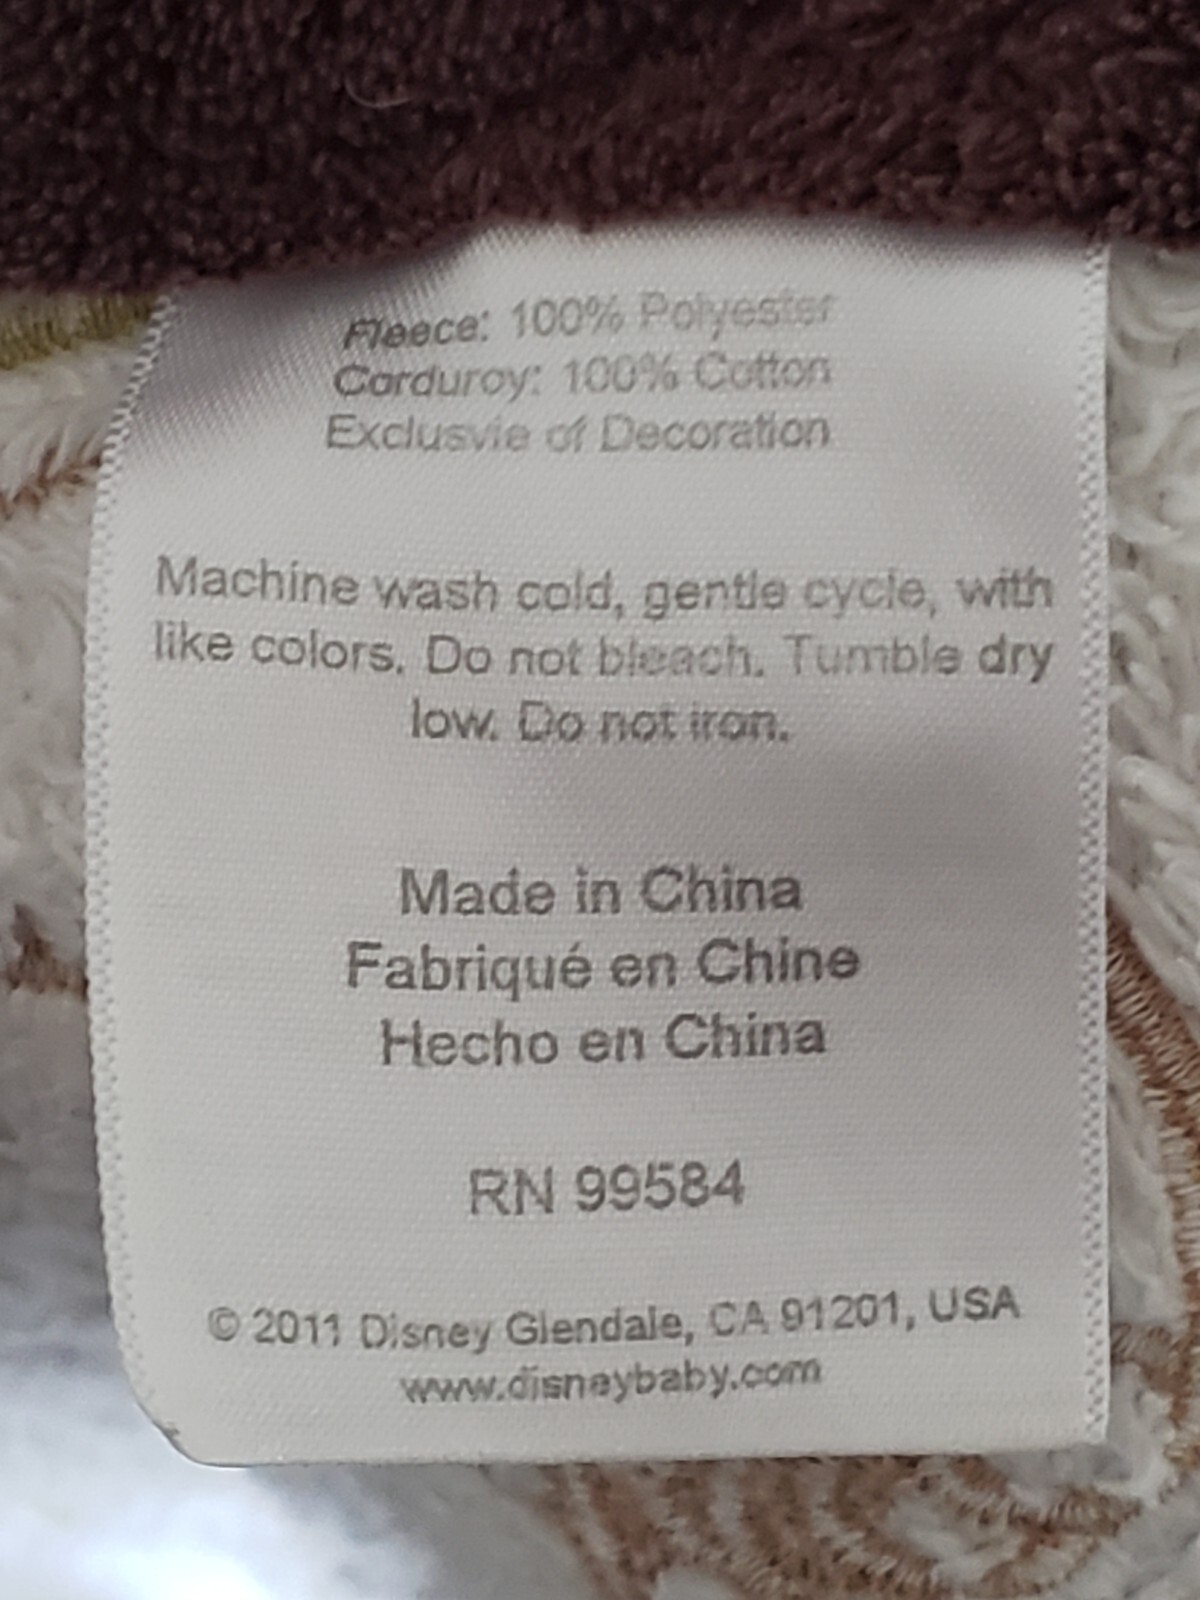 Fleece: 100% Polyester
Corduroy: 100% Cotton
Exclusvie of Decoration
Machine wash cold, gentle cycle, with
like colors. Do not bleach. Tumble dry
low. Do not iron.
Made in China
Fabriqué en Chine
Hecho en China
RN 99584
© 2011 Disney Glendale, CA 91201, USA
www.disneybaby.com